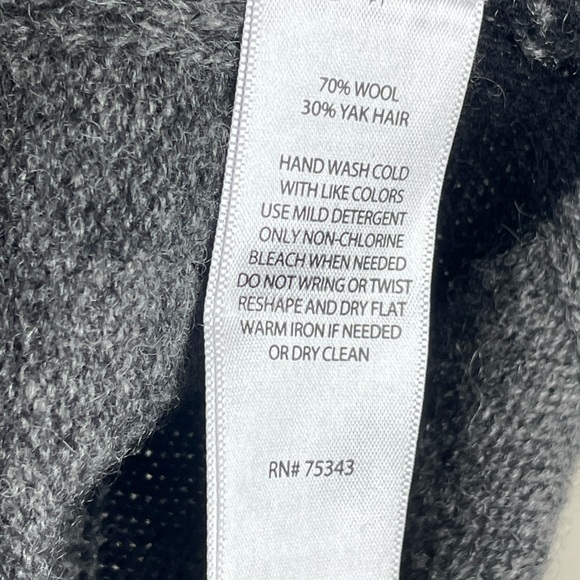 70% WOOL
30% YAK HAIR
HAND WASH COLD
WITH LIKE COLORS
USE MILD DETERGENT
ONLY NON-CHLORINE
BLEACH WHEN NEEDED
DO NOT WRING OR TWIST
RESHAPE AND DRY FLAT
WARM IRON IF NEEDED
OR DRY CLEAN
RN# 75343